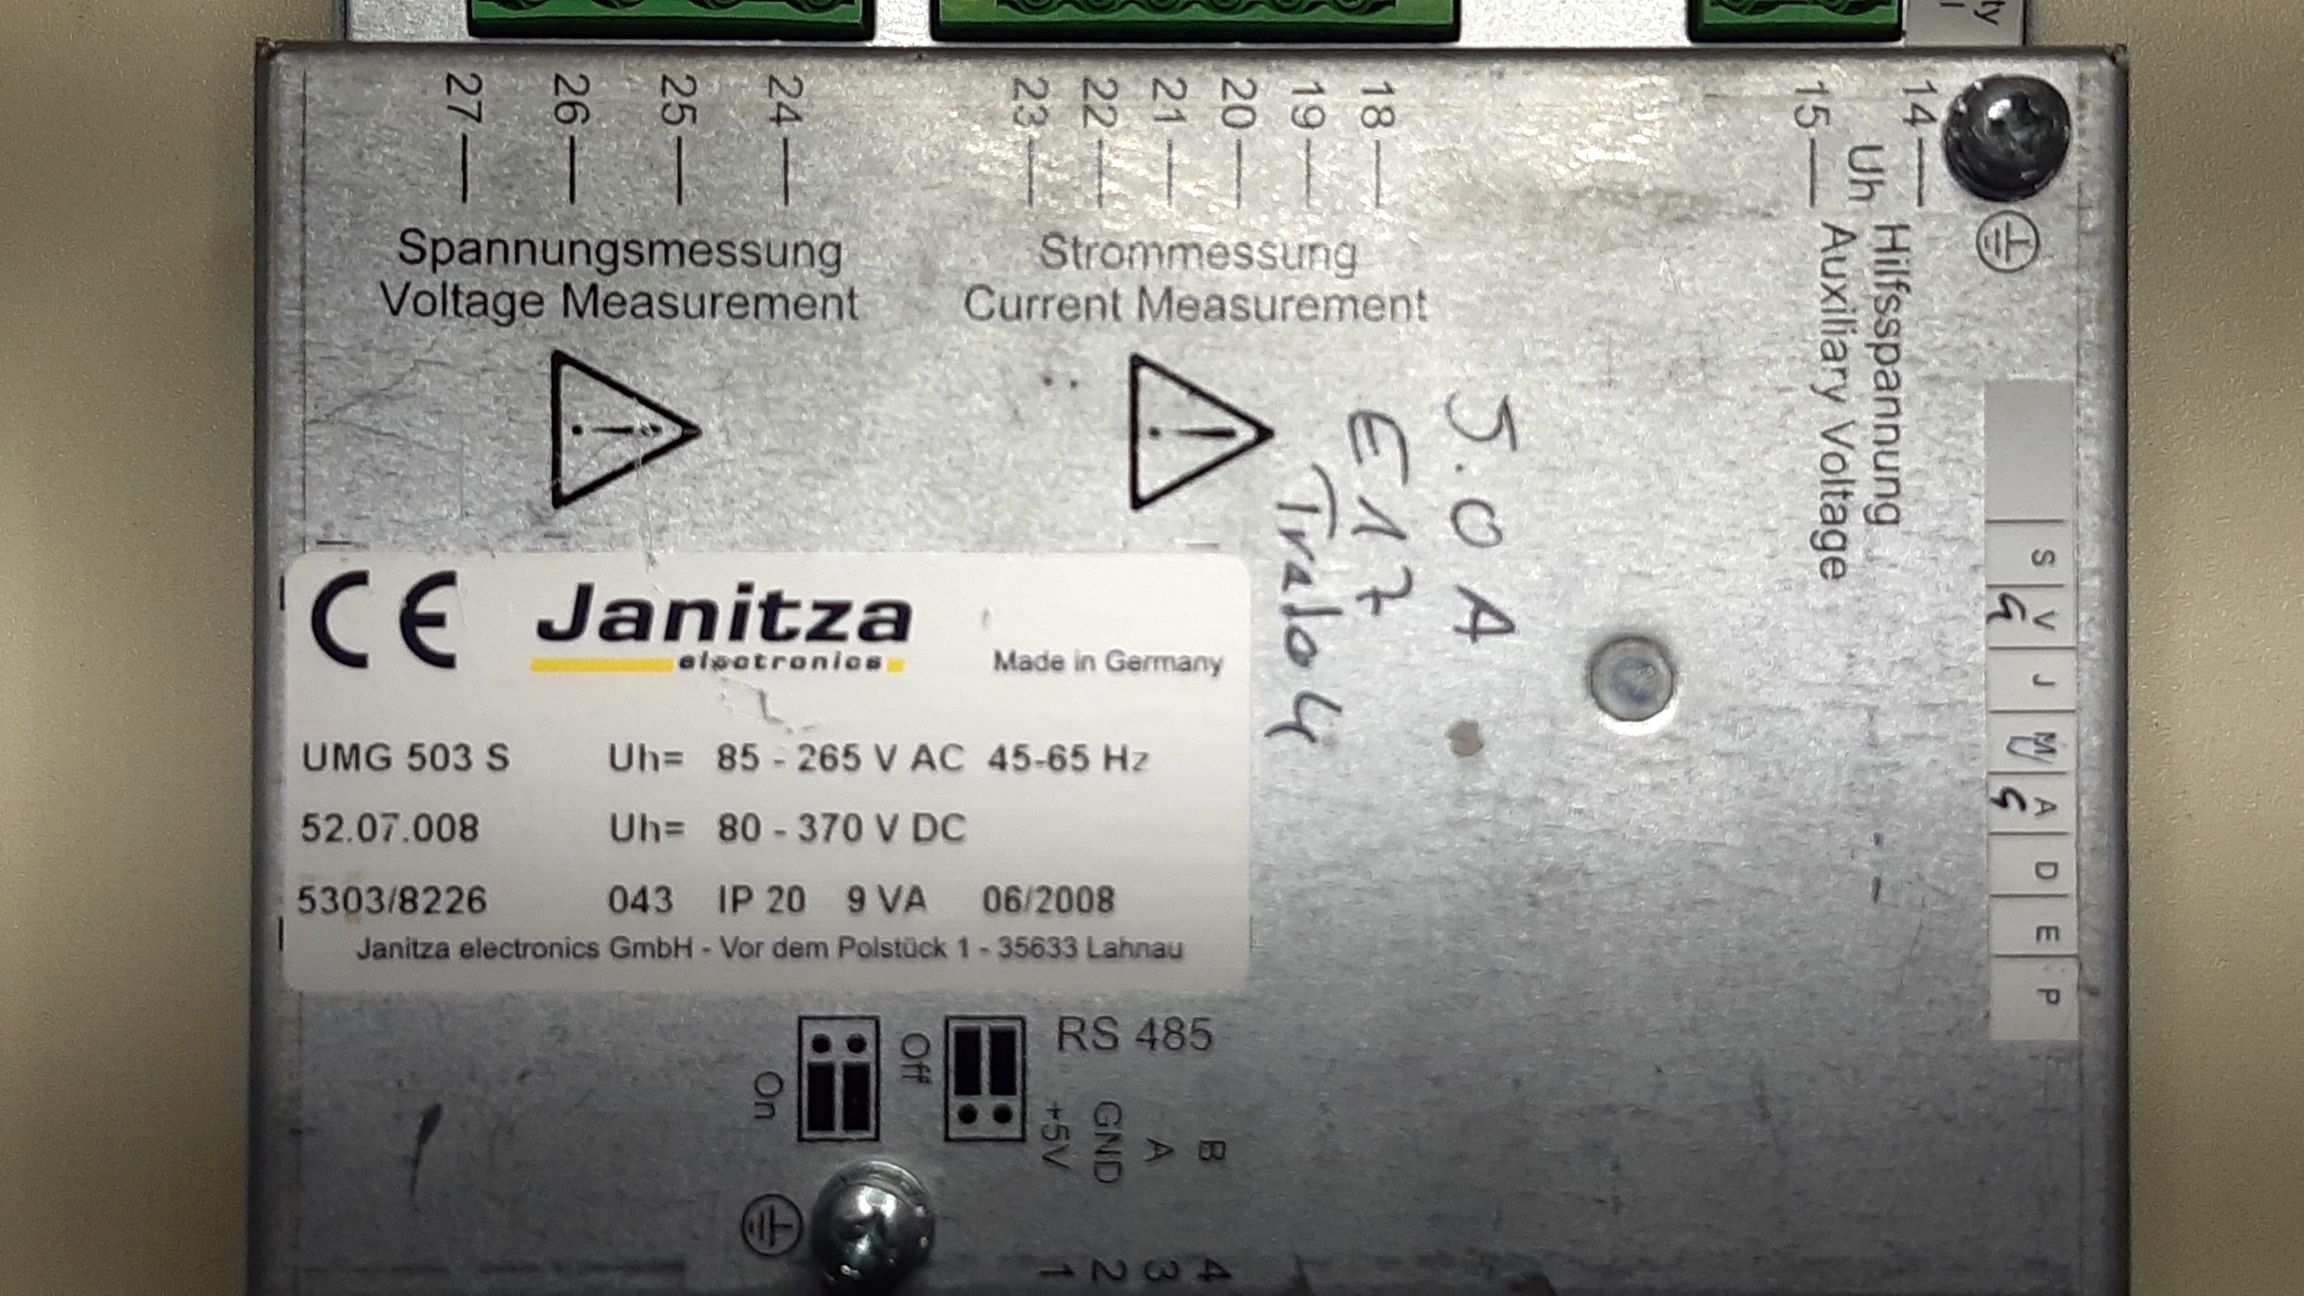 27
26
25
24
23
22
21
20
19
18
15
14
Spannungsmessung
Voltage Measurement
Strommessung
Current Measurement
Uh Hilfsspannung
Auxiliary Voltage
5.0 A
E17
Trafo 4
CE Janitza
electronics
Made in Germany
UMG 503 S Uh= 85 - 265 V AC 45-65 Hz
52.07.008 Uh= 80 - 370 V DC
5303/8226 043 IP 20 9 VA 06/2008
Janitza electronics GmbH - Vor dem Polstück 1 - 35633 Lahnau
S V J M A D E P
On
Off
RS 485
+5V
GND
A
B
1
2
3
4